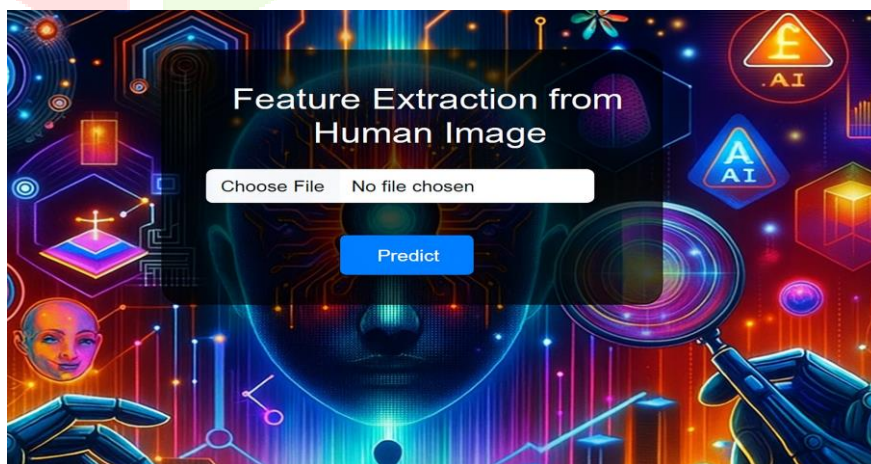 Feature Extraction from
Human Image
Choose File No file chosen
Predict
£
.AI
A
AI